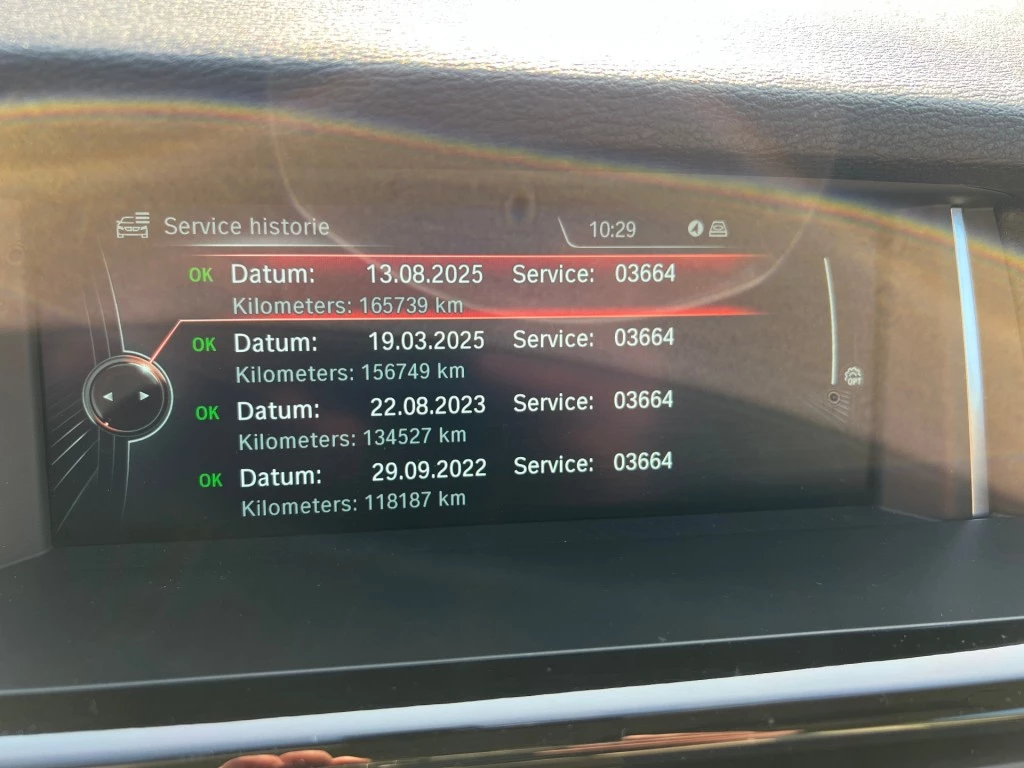 Service historie 10:29
OK Datum: 13.08.2025 Service: 03664
Kilometers: 165739 km
OK Datum: 19.03.2025 Service: 03664
Kilometers: 156749 km
OPT
OK Datum: 22.08.2023 Service: 03664
Kilometers: 134527 km
OK Datum: 29.09.2022 Service: 03664
Kilometers: 118187 km